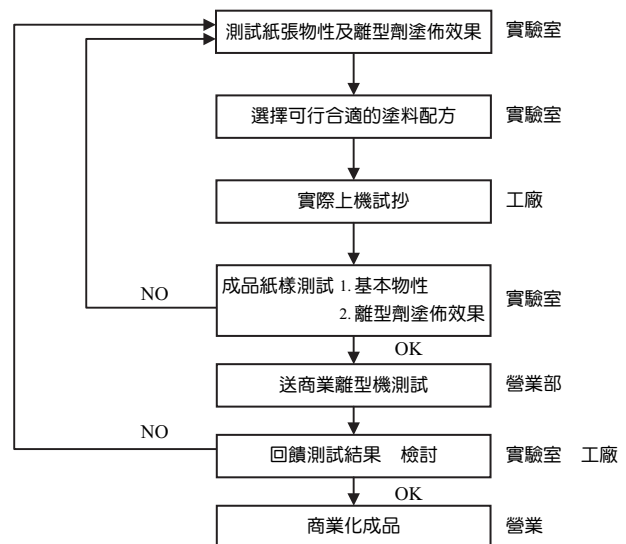 測試紙張物性及離型劑塗佈效果 實驗室
選擇可行合適的塗料配方 實驗室
實際上機試抄 工廠
成品紙樣測試 1. 基本物性
2. 離型劑塗佈效果
實驗室
NO
OK
送商業離型機測試 營業部
NO
回饋測試結果 檢討 實驗室 工廠
OK
商業化成品 營業